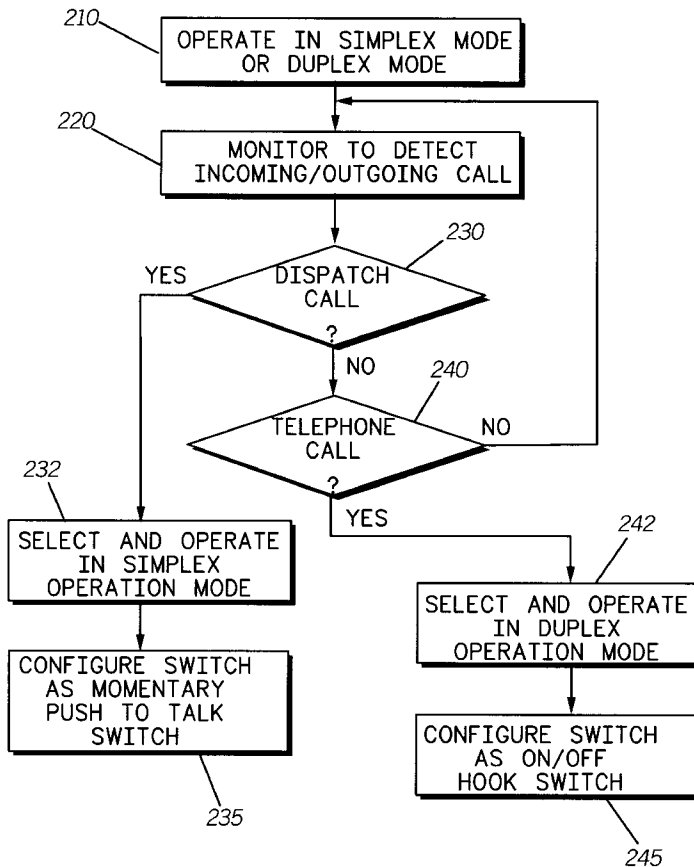 210
OPERATE IN SIMPLEX MODE
OR DUPLEX MODE
220
MONITOR TO DETECT
INCOMING/OUTGOING CALL
230
YES
DISPATCH
CALL
?
NO
240
TELEPHONE
CALL
?
NO
YES
232
SELECT AND OPERATE
IN SIMPLEX
OPERATION MODE
242
SELECT AND OPERATE
IN DUPLEX
OPERATION MODE
CONFIGURE SWITCH
AS MOMENTARY
PUSH TO TALK
SWITCH
235
CONFIGURE SWITCH
AS ON/OFF
HOOK SWITCH
245